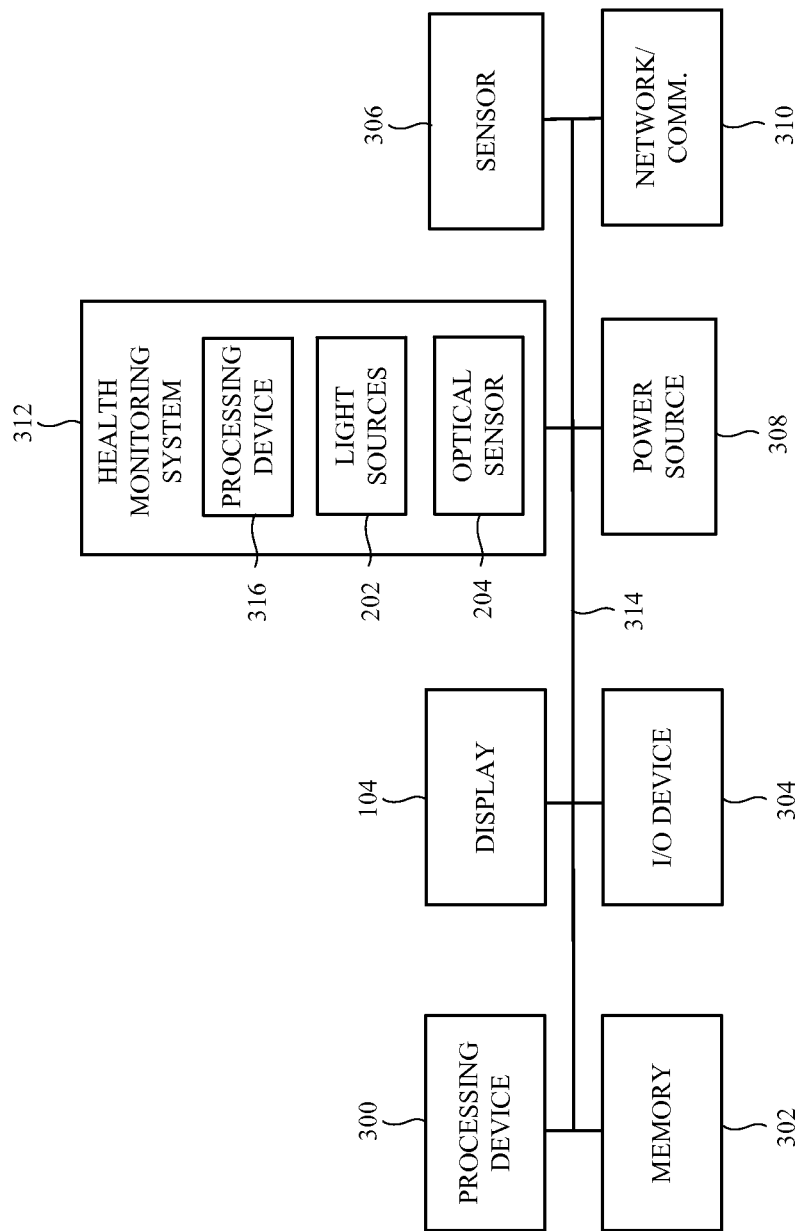 312
HEALTH
MONITORING
SYSTEM
PROCESSING
DEVICE
316
LIGHT
SOURCES
202
OPTICAL
SENSOR
204
300
PROCESSING
DEVICE
104
DISPLAY
306
SENSOR
314
MEMORY
302
I/O DEVICE
304
POWER
SOURCE
308
NETWORK/
COMM.
310